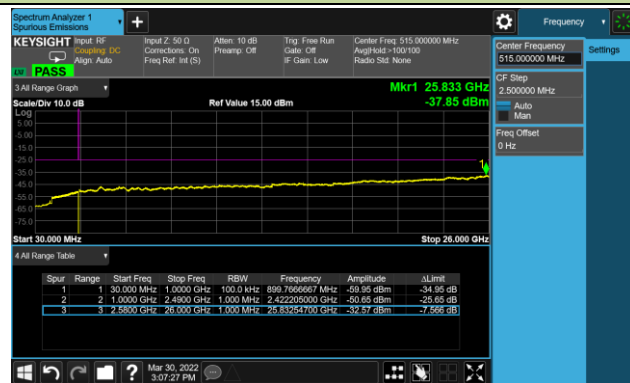 Spectrum Analyzer 1
Spurious Emissions
Frequency
KEYSIGHT
Input: RF
Coupling: DC
Align: Auto
Input Z: 50 Ω
Corrections: On
Freq Ref: Int (S)
Atten: 10 dB
Preamp: Off
Trig: Free Run
Gate: Off
IF Gain: Low
Center Freq: 515.000000 MHz
Avg|Hold:>100/100
Radio Std: None
PASS
Center Frequency
515.000000 MHz
Settings
CF Step
2.500000 MHz
Auto
Man
Freq Offset
0 Hz
3 All Range Graph
Mkr1 25.833 GHz
-37.85 dBm
Scale/Div 10.0 dB
Ref Value 15.00 dBm
Log
5.00
-5.00
-15.0
-25.0
-35.0
-45.0
-55.0
-65.0
-75.0
1
Start 30.000 MHz
Stop 26.000 GHz
4 All Range Table
Spur Range Start Freq Stop Freq RBW Frequency Amplitude ΔLimit
1 1 30.000 MHz 1.0000 GHz 100.0 kHz 899.7666667 MHz -59.95 dBm -34.95 dB
2 2 1.0000 GHz 2.4900 GHz 1.000 MHz 2.422205000 GHz -50.65 dBm -25.65 dB
3 3 2.5800 GHz 26.000 GHz 1.000 MHz 25.83254700 GHz -32.57 dBm -7.566 dB
?
Mar 30, 2022
3:07:27 PM